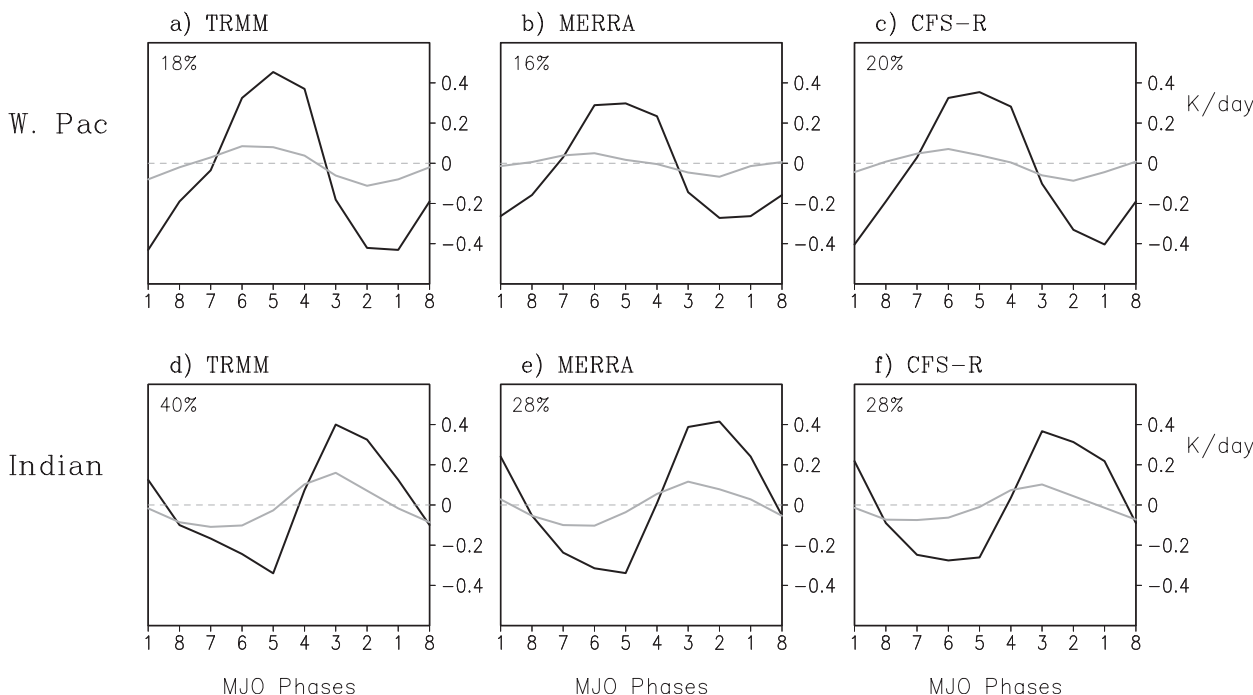 a) TRMM
b) MERRA
c) CFS-R
W. Pac
18%
0.4
0.2
0
-0.2
-0.4
16%
0.4
0.2
0
-0.2
-0.4
20%
0.4
0.2
0
-0.2
-0.4
K/day
1 8 7 6 5 4 3 2 1 8
1 8 7 6 5 4 3 2 1 8
1 8 7 6 5 4 3 2 1 8
d) TRMM
e) MERRA
f) CFS-R
Indian
40%
0.4
0.2
0
-0.2
-0.4
28%
0.4
0.2
0
-0.2
-0.4
28%
0.4
0.2
0
-0.2
-0.4
K/day
1 8 7 6 5 4 3 2 1 8
1 8 7 6 5 4 3 2 1 8
1 8 7 6 5 4 3 2 1 8
MJO Phases
MJO Phases
MJO Phases